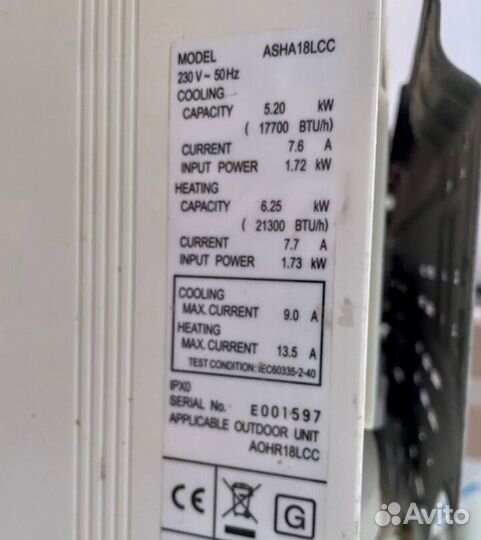 MODEL ASHA18LCC
230 V ~ 50 Hz
COOLING
CAPACITY 5.20 kW
( 17700 BTU/h)
CURRENT 7.6 A
INPUT POWER 1.72 kW
HEATING
CAPACITY 6.25 kW
( 21300 BTU/h)
CURRENT 7.7 A
INPUT POWER 1.73 kW
COOLING
MAX. CURRENT 9.0 A
HEATING
MAX. CURRENT 13.5 A
TEST CONDITION: IEC60335-2-40
IPX0
SERIAL No. E001597
APPLICABLE OUTDOOR UNIT
AOHR18LCC
CE G
Avito